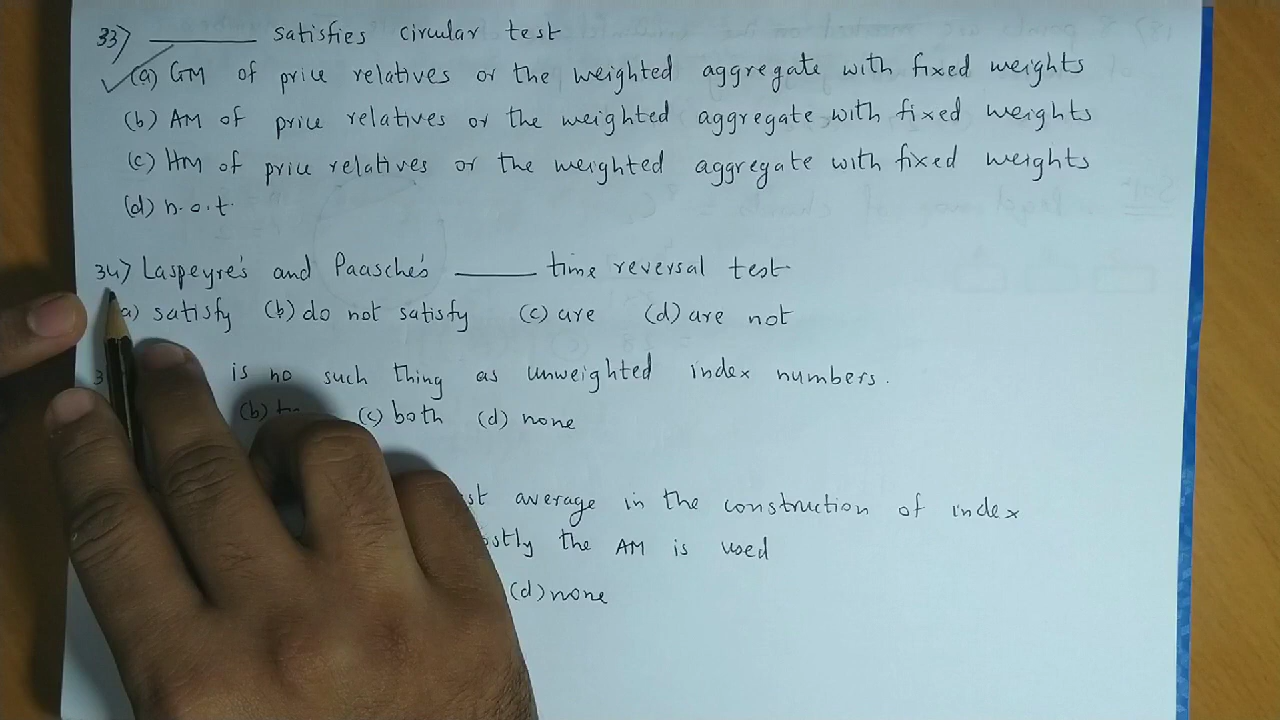 33) ______ satisfies circular test
(a) GM of price relatives or the weighted aggregate with fixed weights
(b) AM of price relatives or the weighted aggregate with fixed weights
(c) HM of price relatives or the weighted aggregate with fixed weights
(d) n.o.t.
34) Laspeyre's and Paasche's ______ time reversal test
a) satisfy (b) do not satisfy (c) are (d) are not
3 is no such thing as unweighted index numbers.
(b) (c) both (d) none
average in the construction of index
the AM is used
(d) none